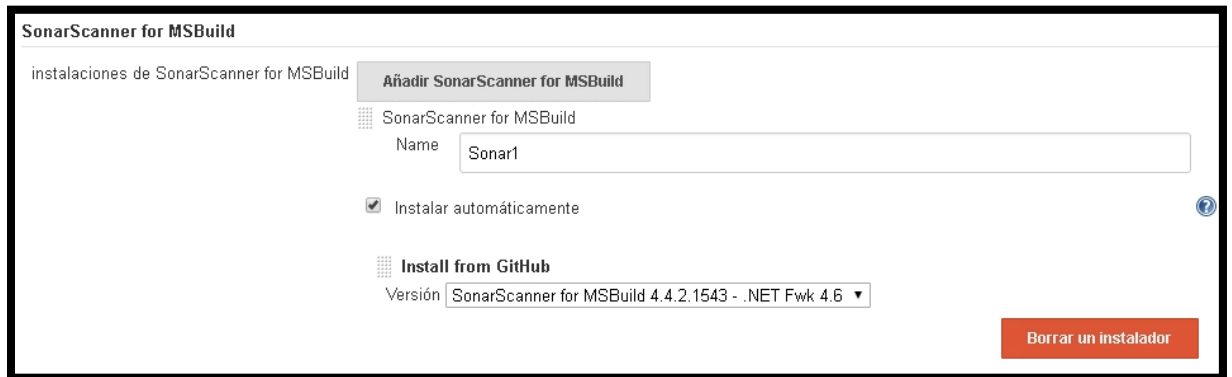 SonarScanner for MSBuild
instalaciones de SonarScanner for MSBuild
Añadir SonarScanner for MSBuild
SonarScanner for MSBuild
Name
Sonar1
Instalar automáticamente
?
Install from GitHub
Versión SonarScanner for MSBuild 4.4.2.1543 - .NET Fwk 4.6
Borrar un instalador